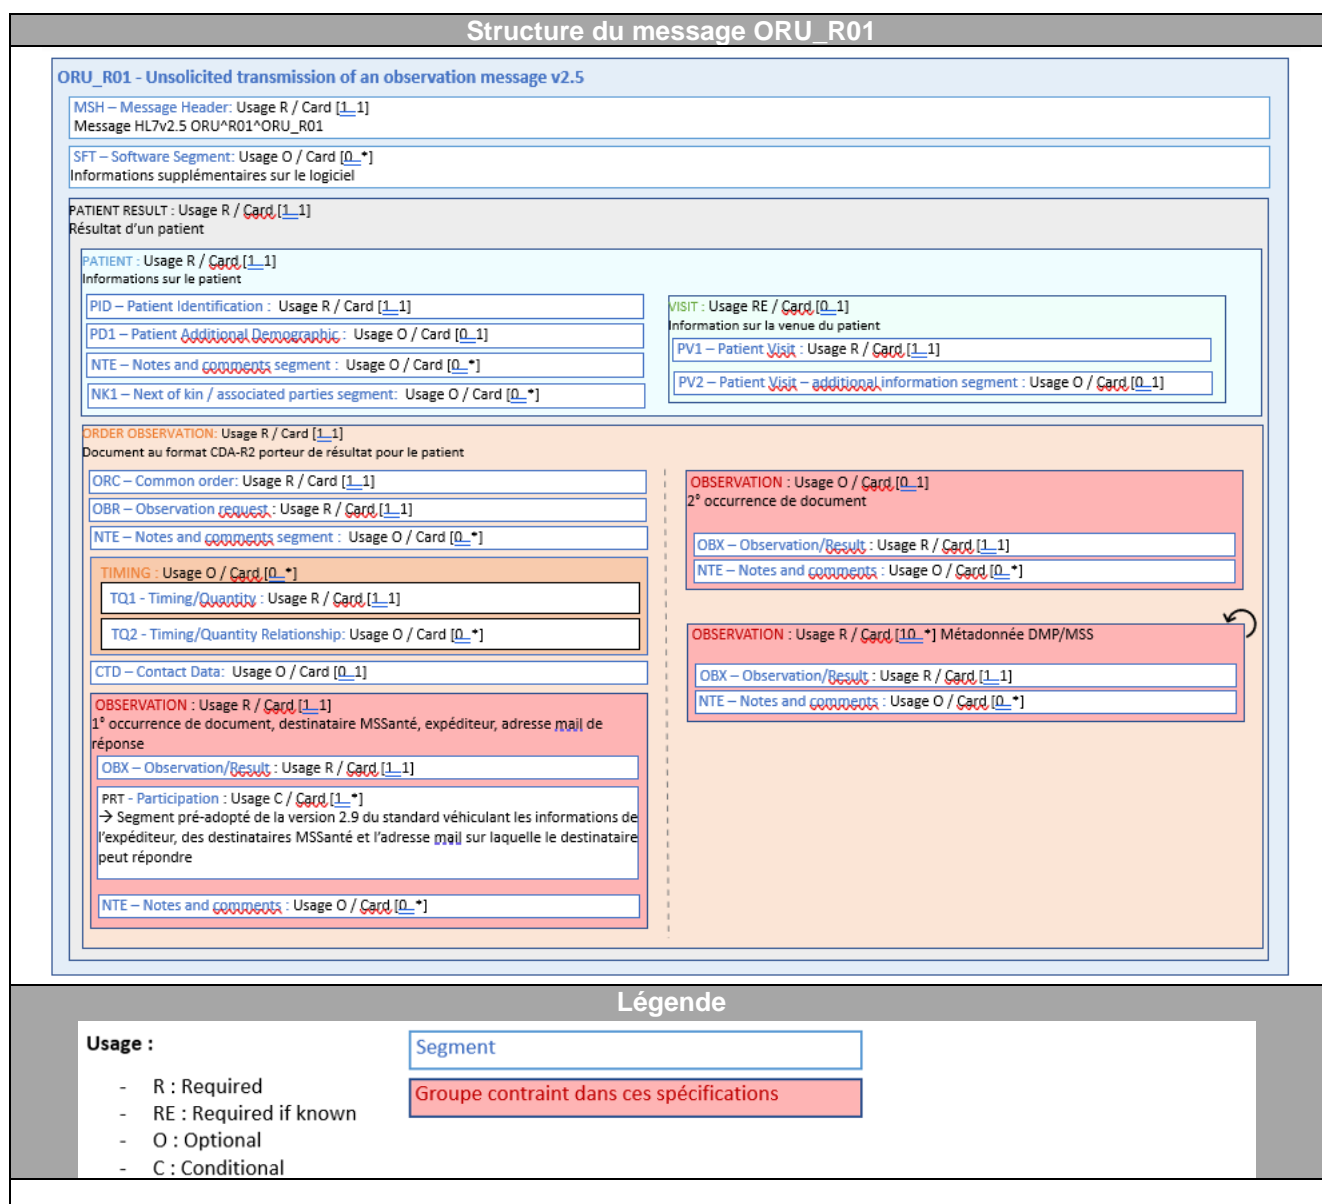 Structure du message ORU_R01
ORU_R01 - Unsolicited transmission of an observation message v2.5
MSH – Message Header: Usage R / Card [1..1]
Message HL7v2.5 ORU^R01^ORU_R01
SFT – Software Segment: Usage O / Card [0..*]
Informations supplémentaires sur le logiciel
PATIENT RESULT : Usage R / Card [1..1]
Résultat d'un patient
PATIENT : Usage R / Card [1..1]
Informations sur le patient
PID – Patient Identification : Usage R / Card [1..1]
PD1 – Patient Additional Demographic : Usage O / Card [0..1]
NTE – Notes and comments segment : Usage O / Card [0..*]
NK1 – Next of kin / associated parties segment: Usage O / Card [0..*]
VISIT : Usage RE / Card [0..1]
Information sur la venue du patient
PV1 – Patient Visit : Usage R / Card [1..1]
PV2 – Patient Visit – additional information segment : Usage O / Card [0..1]
ORDER OBSERVATION: Usage R / Card [1..1]
Document au format CDA-R2 porteur de résultat pour le patient
ORC – Common order: Usage R / Card [1..1]
OBR – Observation request : Usage R / Card [1..1]
NTE – Notes and comments segment : Usage O / Card [0..*]
TIMING : Usage O / Card [0..*]
TQ1 - Timing/Quantity : Usage R / Card [1..1]
TQ2 - Timing/Quantity Relationship: Usage O / Card [0..*]
CTD – Contact Data: Usage O / Card [0..1]
OBSERVATION : Usage R / Card [1..1]
1° occurrence de document, destinataire MSSanté, expéditeur, adresse mail de
réponse
OBX – Observation/Result : Usage R / Card [1..1]
PRT - Participation : Usage C / Card [1..*]
→ Segment pré-adopté de la version 2.9 du standard véhiculant les informations de
l'expéditeur, des destinataires MSSanté et l'adresse mail sur laquelle le destinataire
peut répondre
NTE – Notes and comments : Usage O / Card [0..*]
OBSERVATION : Usage O / Card [0..1]
2° occurrence de document
OBX – Observation/Result : Usage R / Card [1..1]
NTE – Notes and comments : Usage O / Card [0..*]
OBSERVATION : Usage R / Card [10..*] Métadonnée DMP/MSS
OBX – Observation/Result : Usage R / Card [1..1]
NTE – Notes and comments : Usage O / Card [0..*]
Légende
Usage :
- R : Required
- RE : Required if known
- O : Optional
- C : Conditional
Segment
Groupe contraint dans ces spécifications